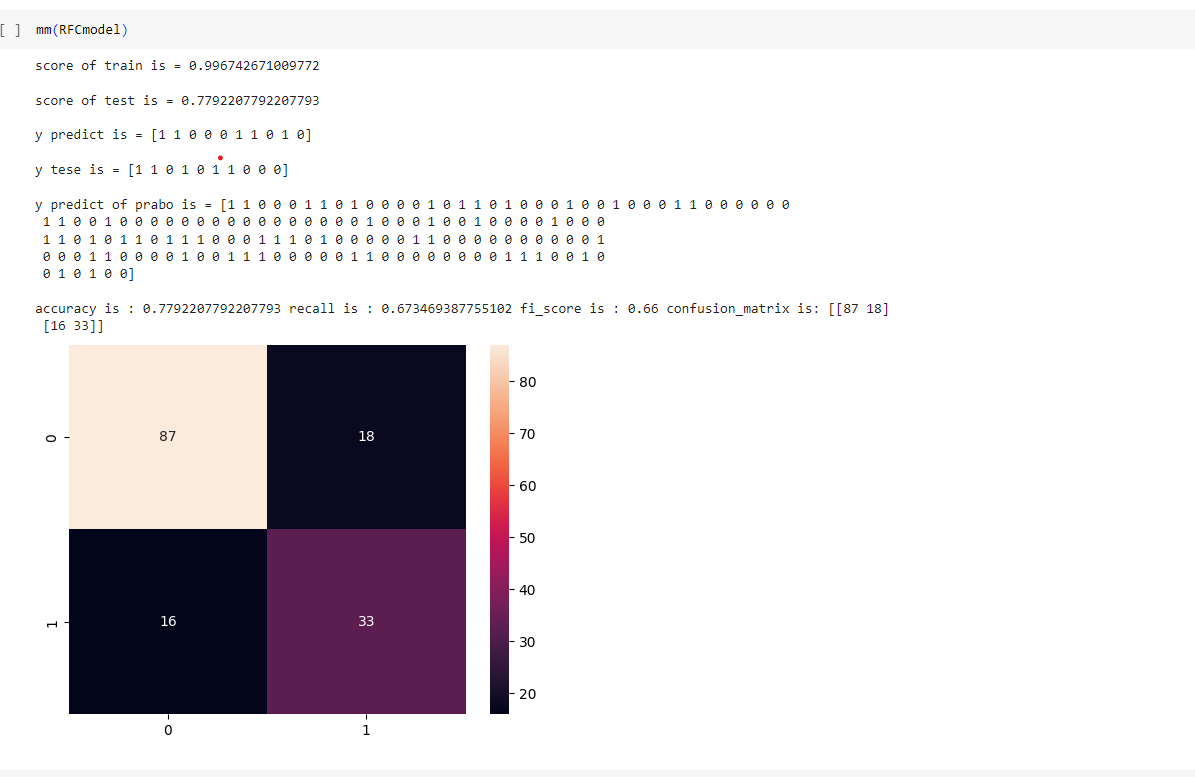 [ ] mm(RFCmodel)
score of train is = 0.996742671009772
score of test is = 0.7792207792207793
y predict is = [1 1 0 0 0 1 1 0 1 0]
y tese is = [1 1 0 1 0 1 1 0 0 0]
y predict of prabo is = [1 1 0 0 0 1 1 0 1 0 0 0 0 1 0 1 1 0 1 0 0 0 1 0 0 1 0 0 0 1 1 0 0 0 0 0 0
1 1 0 0 1 0 0 0 0 0 0 0 0 0 0 0 0 0 0 0 0 1 0 0 0 1 0 0 1 0 0 0 0 1 0 0 0
1 1 0 1 0 1 1 0 1 1 1 0 0 0 1 1 1 0 1 0 0 0 0 0 1 1 0 0 0 0 0 0 0 0 0 0 1
0 0 0 1 1 0 0 0 0 1 0 0 1 1 1 0 0 0 0 0 1 1 0 0 0 0 0 0 0 0 1 1 1 0 0 1 0
0 1 0 1 0 0]
accuracy is : 0.7792207792207793 recall is : 0.673469387755102 fi_score is : 0.66 confusion_matrix is: [[87 18]
[16 33]]
80
0 87 18
70
60
50
40
1 16 33
30
20
0 1